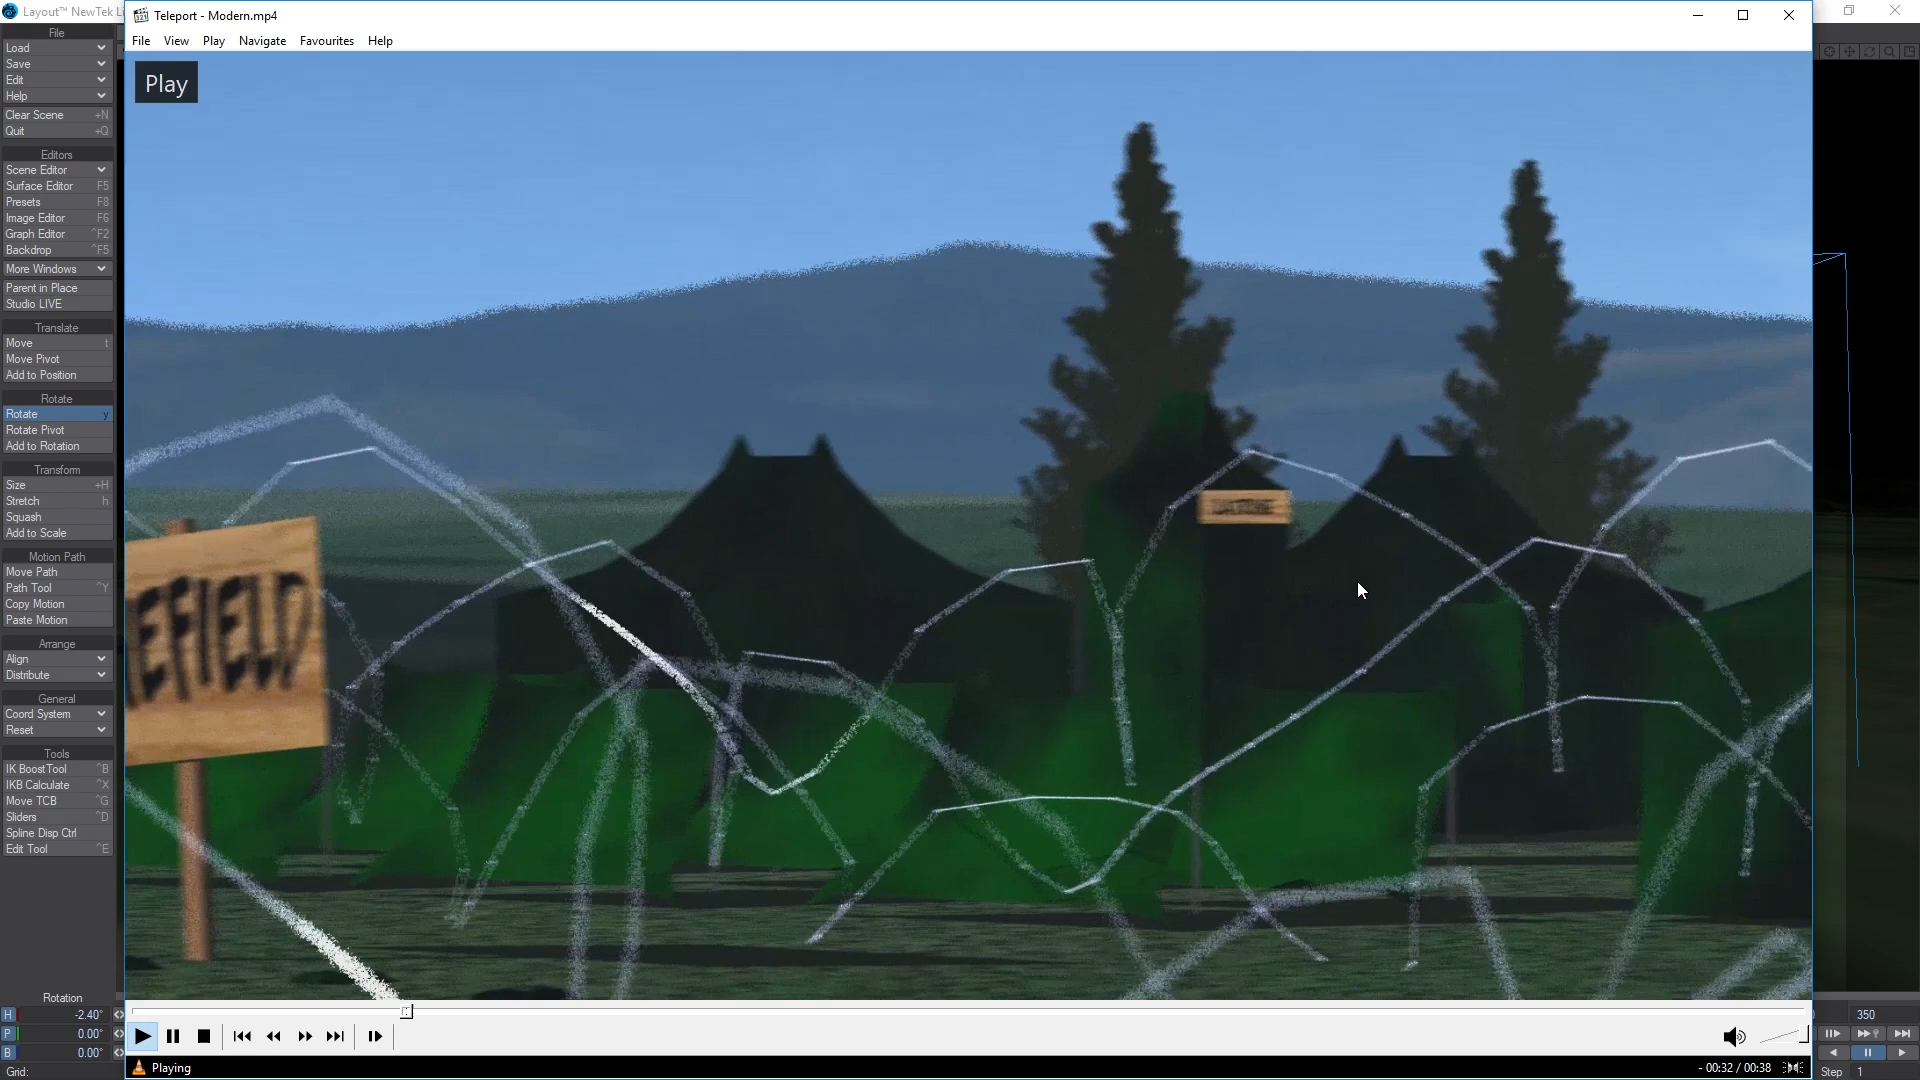 Layout™ NewTek Li
Teleport - Modern.mp4
File View Play Navigate Favourites Help
Play
File
Load
Save
Edit
Help
Clear Scene +N
Quit +Q
Editors
Scene Editor
Surface Editor F5
Presets F8
Image Editor F6
Graph Editor ^F2
Backdrop ^F5
More Windows
Parent in Place
Studio LIVE
Translate
Move t
Move Pivot
Add to Position
Rotate
Rotate y
Rotate Pivot
Add to Rotation
Transform
Size +H
Stretch h
Squash
Add to Scale
Motion Path
Move Path
Path Tool ^Y
Copy Motion
Paste Motion
Arrange
Align
Distribute
General
Coord System
Reset
Tools
IK BoostTool ^B
IKB Calculate ^X
Move TCB ^G
Sliders ^D
Spline Disp Ctrl
Edit Tool ^E
Rotation
H -2.40°
P 0.00°
B 0.00°
Grid:
EFIELD
Playing
- 00:32 / 00:38
350
Step 1